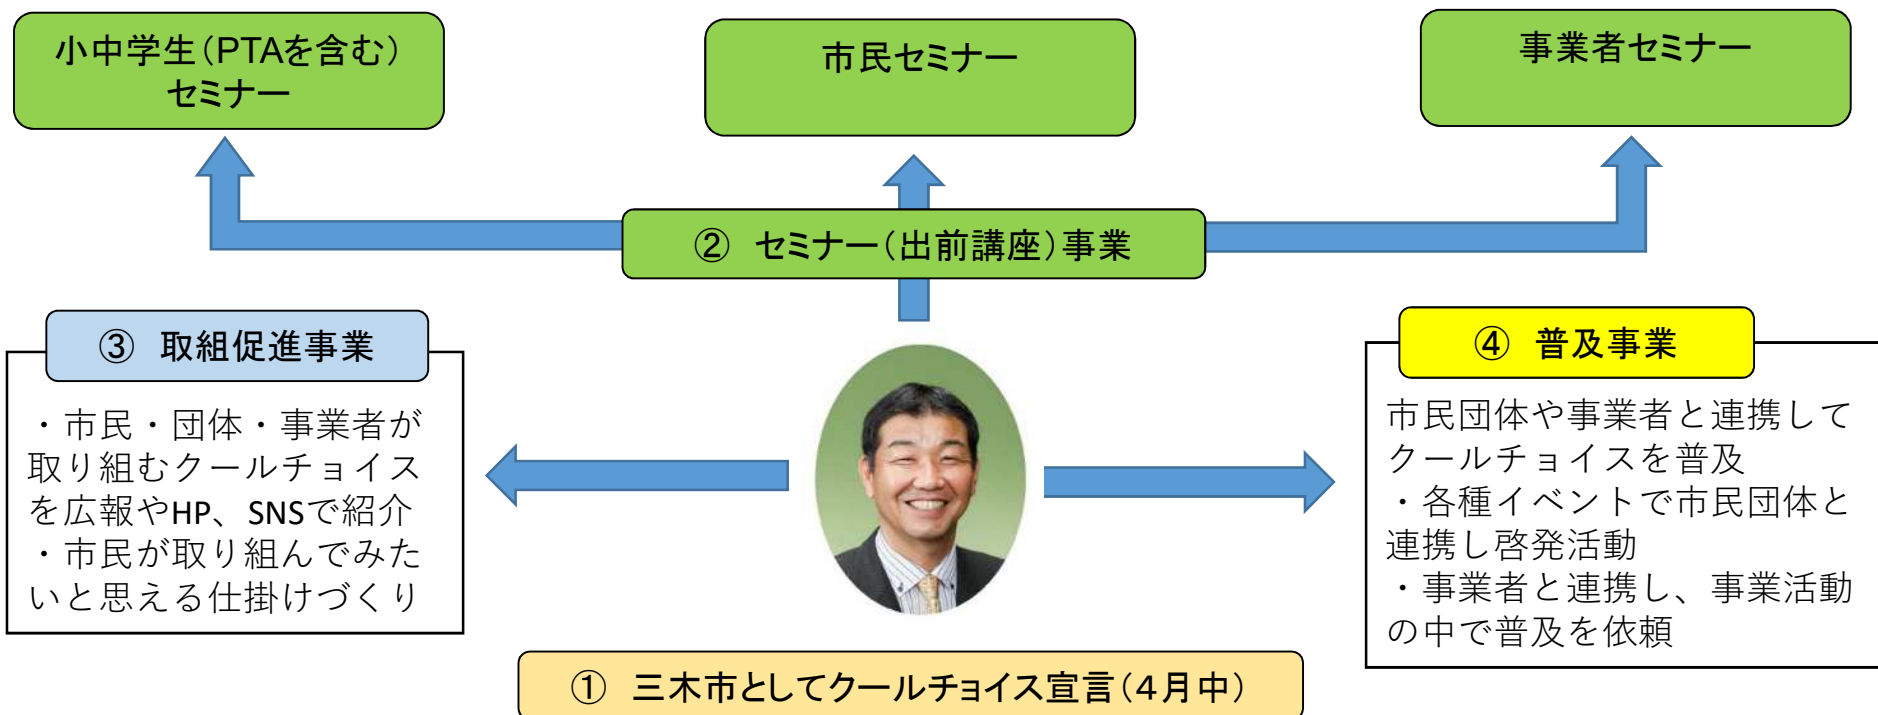 小中学生(PTAを含む)
セミナー
市民セミナー
事業者セミナー
② セミナー(出前講座)事業
③ 取組促進事業
・市民・団体・事業者が
取り組むクールチョイス
を広報やHP、SNSで紹介
・市民が取り組んでみた
いと思える仕掛けづくり
④ 普及事業
市民団体や事業者と連携して
クールチョイスを普及
・各種イベントで市民団体と
連携し啓発活動
・事業者と連携し、事業活動
の中で普及を依頼
① 三木市としてクールチョイス宣言(4月中)